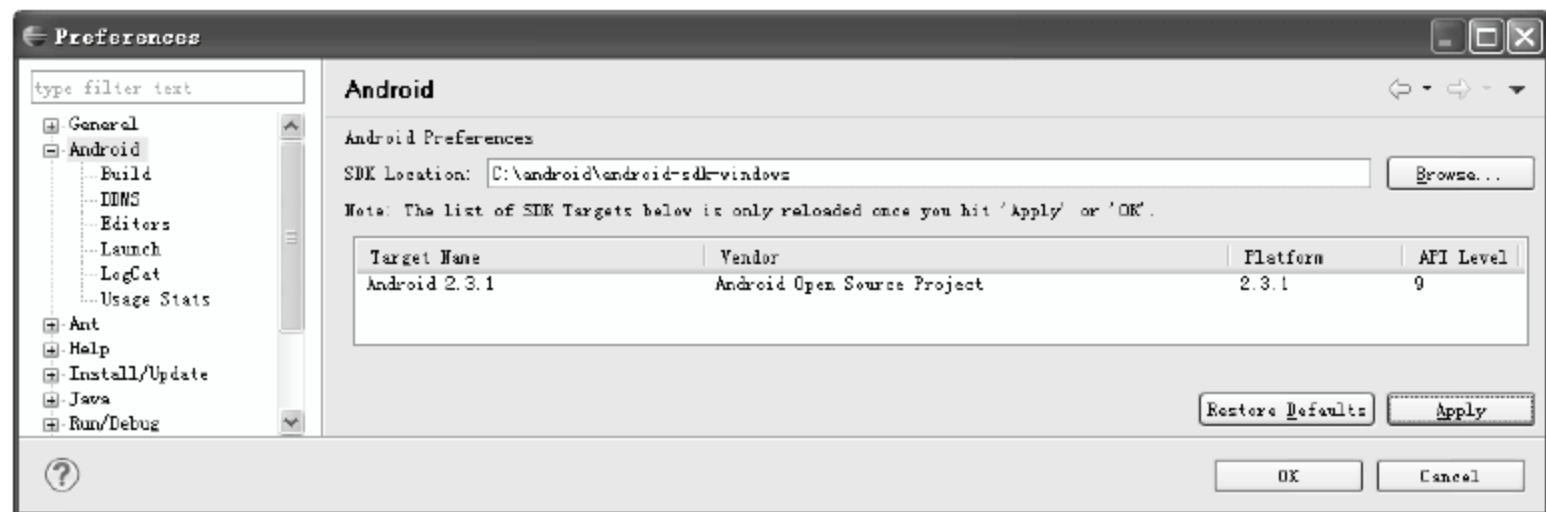 Preferences
type filter text
General
Android
Build
DDMS
Editors
Launch
LogCat
Usage Stats
Ant
Help
Install/Update
Java
Run/Debug
Android
Android Preferences
SDK Location: C:\android\android-sdk-windows Browse...
Note: The list of SDK Targets below is only reloaded once you hit 'Apply' or 'OK'.
Target Name Vendor Platform API Level
Android 2.3.1 Android Open Source Project 2.3.1 9
Restore Defaults Apply
? OK Cancel